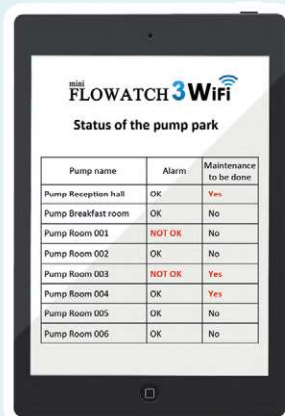 mini
FLOWATCH 3 WiFi
Status of the pump park
Pump name Alarm Maintenance to be done
Pump Reception hall OK Yes
Pump Breakfast room OK No
Pump Room 001 NOT OK No
Pump Room 002 OK No
Pump Room 003 NOT OK Yes
Pump Room 004 OK Yes
Pump Room 005 OK No
Pump Room 006 OK No